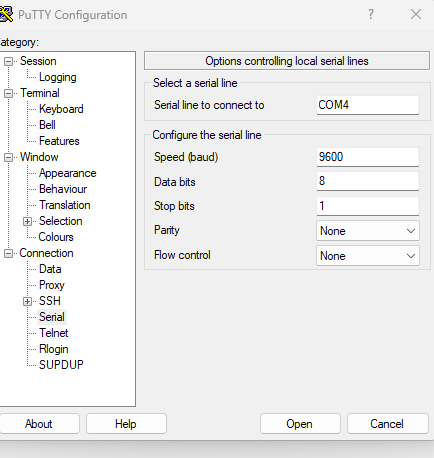 PuTTY Configuration
ategory:
Session
Logging
Terminal
Keyboard
Bell
Features
Window
Appearance
Behaviour
Translation
Selection
Colours
Connection
Data
Proxy
SSH
Serial
Telnet
Rlogin
SUPDUP
Options controlling local serial lines
Select a serial line
Serial line to connect to COM4
Configure the serial line
Speed (baud) 9600
Data bits 8
Stop bits 1
Parity None
Flow control None
About Help Open Cancel